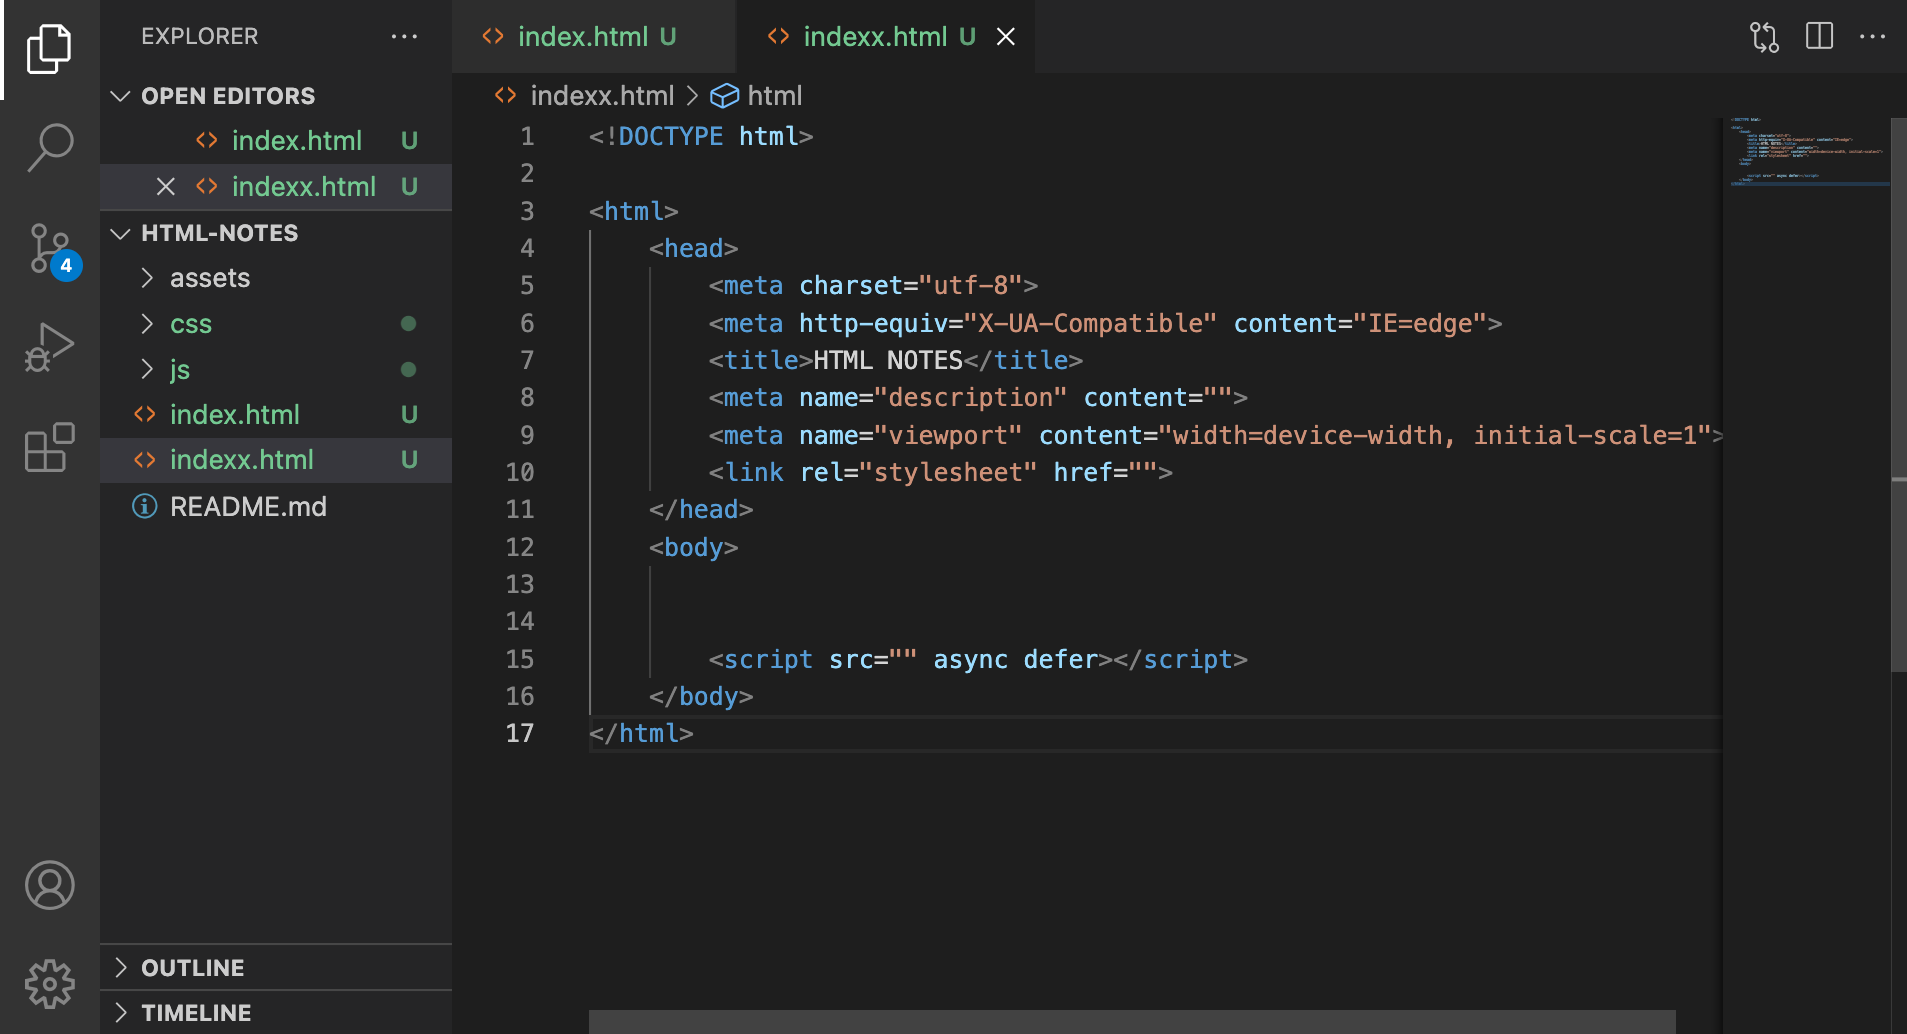 EXPLORER
OPEN EDITORS
index.html U
indexx.html U
HTML-NOTES
assets
css
js
index.html U
indexx.html U
README.md
OUTLINE
TIMELINE
4
index.html U
indexx.html U
indexx.html > html
1 <!DOCTYPE html>
2
3 <html>
4     <head>
5         <meta charset="utf-8">
6         <meta http-equiv="X-UA-Compatible" content="IE=edge">
7         <title>HTML NOTES</title>
8         <meta name="description" content="">
9         <meta name="viewport" content="width=device-width, initial-scale=1">
10         <link rel="stylesheet" href="">
11     </head>
12     <body>
13
14
15         <script src="" async defer></script>
16     </body>
17 </html>